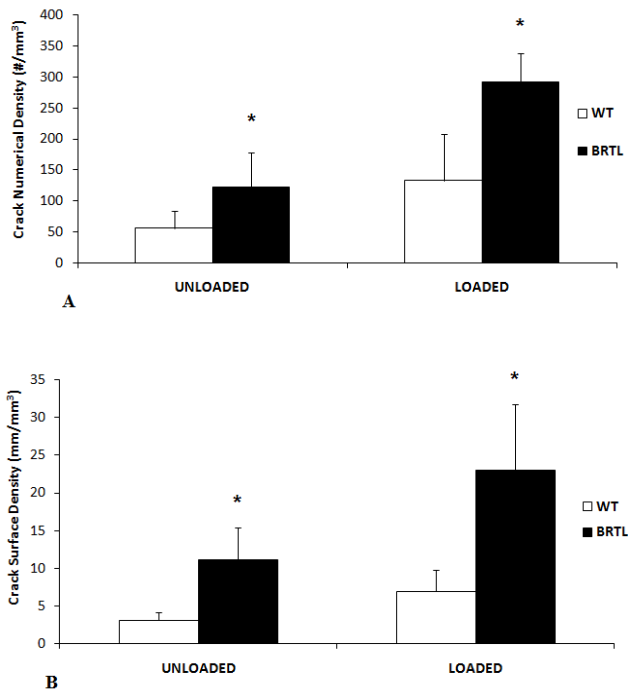 Crack Numerical Density (#/mm³)
400
350
300
250
200
150
100
50
0
*
*
WT
BRTL
UNLOADED
LOADED
A
Crack Surface Density (mm/mm³)
35
30
25
20
15
10
5
0
*
*
WT
BRTL
UNLOADED
LOADED
B